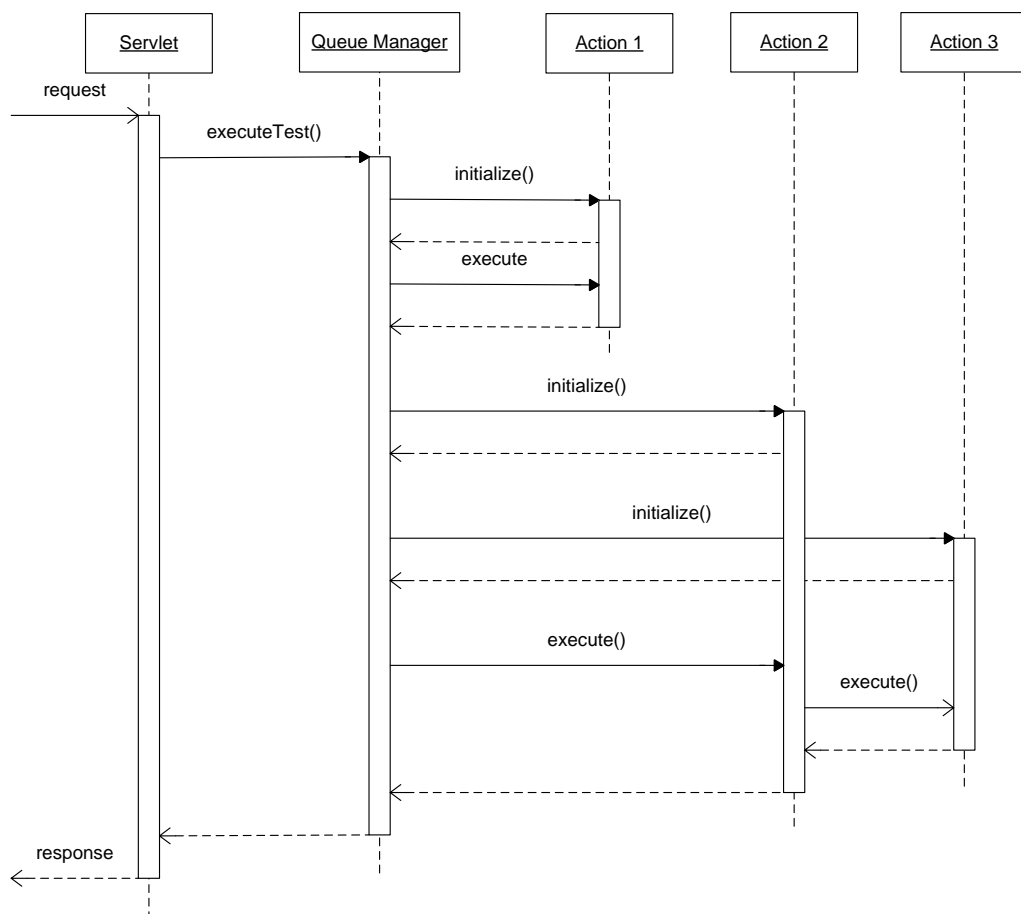 Servlet
Queue Manager
Action 1
Action 2
Action 3
request
executeTest()
initialize()
execute
initialize()
initialize()
execute()
execute()
response